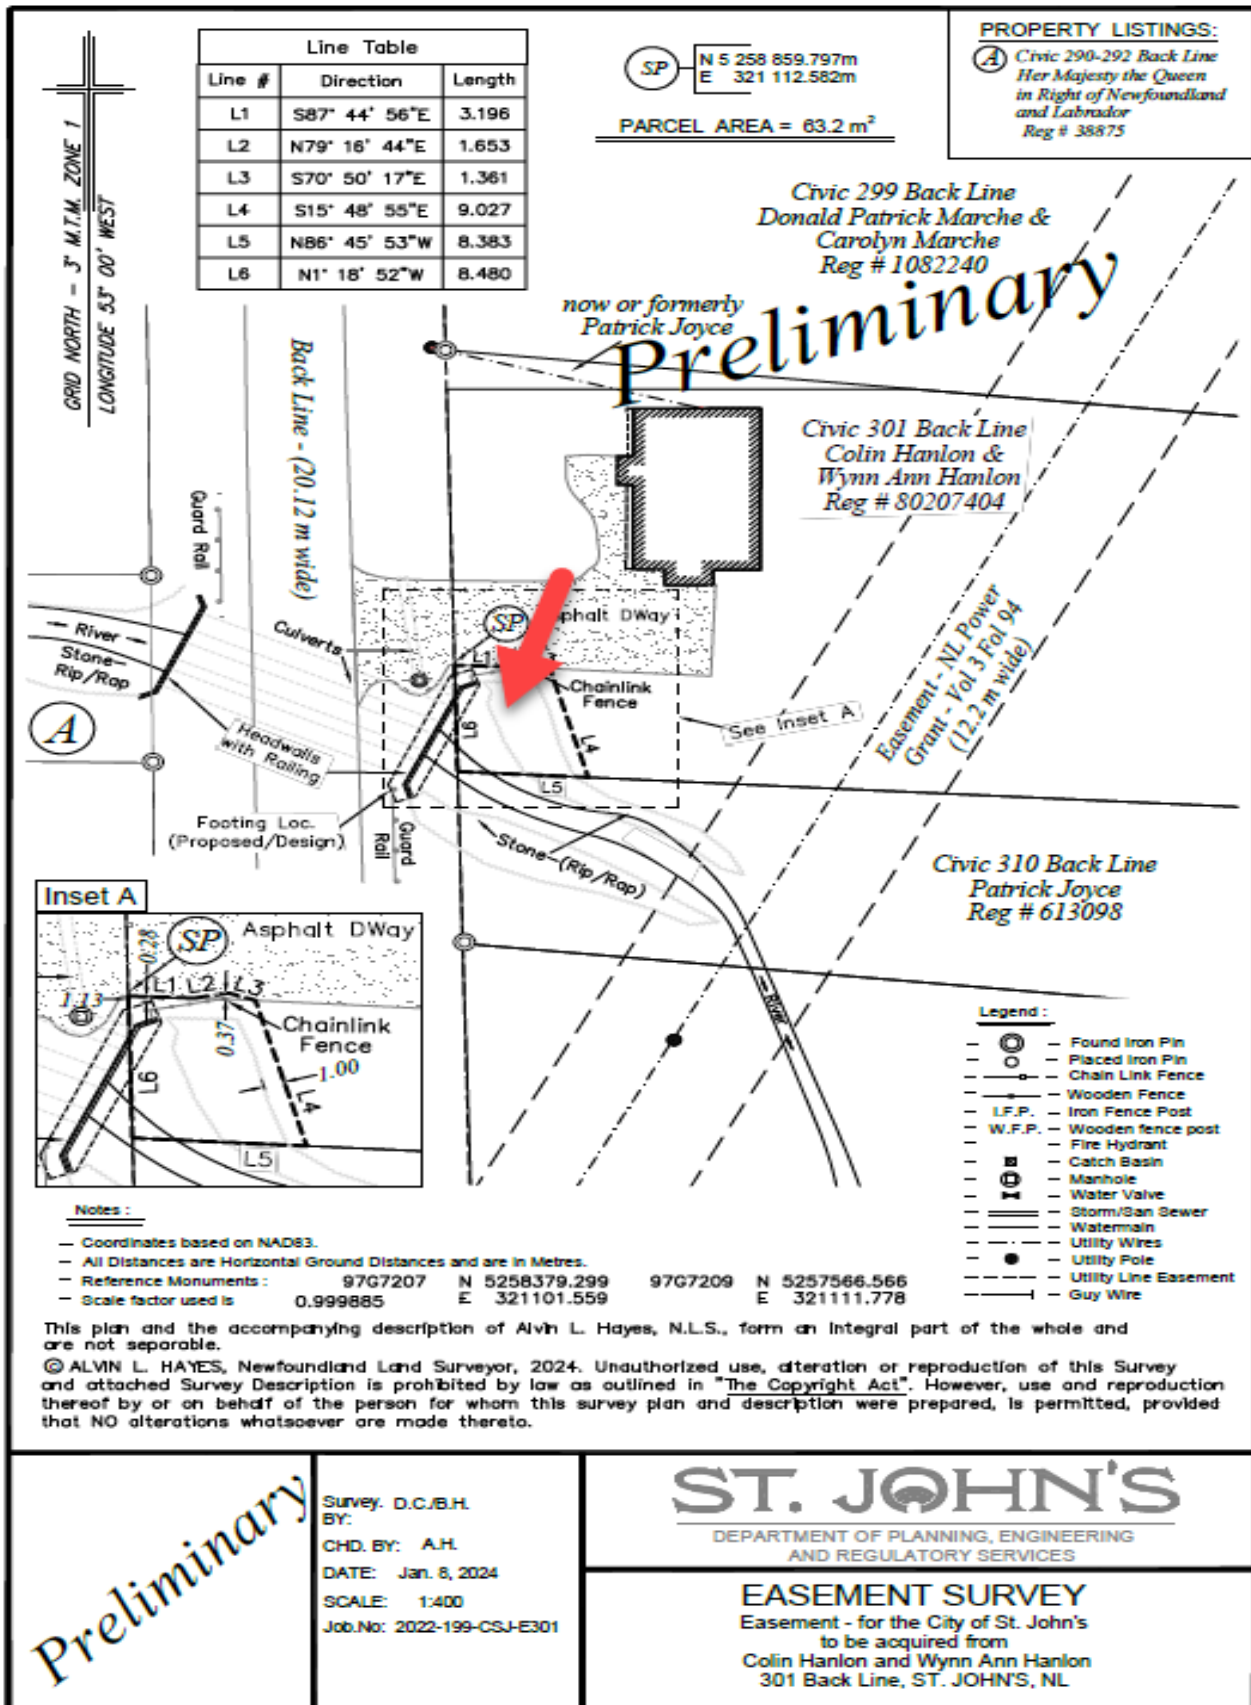 GRID NORTH - 3° M.T.M. ZONE 1
LONGITUDE 53° 00' WEST
Line Table
Line # Direction Length
L1 S87° 44' 56"E 3.196
L2 N79° 16' 44"E 1.653
L3 S70° 50' 17"E 1.361
L4 S15° 48' 55"E 9.027
L5 N86° 45' 53"W 8.383
L6 N1° 18' 52"W 8.480
SP N 5 258 859.797m
E 321 112.582m
PARCEL AREA = 63.2 m²
PROPERTY LISTINGS:
A Civic 290-292 Back Line
Her Majesty the Queen
in Right of Newfoundland
and Labrador
Reg # 38875
Civic 299 Back Line
Donald Patrick Marche &
Carolyn Marche
Reg # 1082240
Preliminary
now or formerly
Patrick Joyce
Back Line - (20.12 m wide)
Civic 301 Back Line
Colin Hanlon &
Wynn Ann Hanlon
Reg # 80207404
Guard Rail
Easement - NL Power
Grant - Vol 3 Fol 94
(12.2 m wide)
River
Stone-
Rip/Rap
A
Culverts
SP
Asphalt DWay
L1
Chainlink
Fence
L6
L4
L5
See Inset A
Headwalls
with Railing
Footing Loc.
(Proposed/Design)
Guard
Rail
Stone-(Rip/Rap)
Civic 310 Back Line
Patrick Joyce
Reg # 613098
River
Inset A
0.28
SP
Asphalt DWay
1.13
L1 L2 L3
0.37
Chainlink
Fence
1.00
L6
L4
L5
Legend :
Found Iron Pin
Placed Iron Pin
Chain Link Fence
Wooden Fence
I.F.P. - Iron Fence Post
W.F.P. - Wooden fence post
Fire Hydrant
Catch Basin
Manhole
Water Valve
Storm/San Sewer
Watermain
Utility Wires
Utility Pole
Utility Line Easement
Guy Wire
Notes :
- Coordinates based on NAD83.
- All Distances are Horizontal Ground Distances and are in Metres.
- Reference Monuments : 97G7207 N 5258379.299 97G7209 N 5257566.566
- Scale factor used is 0.999885 E 321101.559 E 321111.778
This plan and the accompanying description of Alvin L. Hayes, N.L.S., form an integral part of the whole and
are not separable.
© ALVIN L. HAYES, Newfoundland Land Surveyor, 2024. Unauthorized use, alteration or reproduction of this Survey
and attached Survey Description is prohibited by law as outlined in "The Copyright Act". However, use and reproduction
thereof by or on behalf of the person for whom this survey plan and description were prepared, is permitted, provided
that NO alterations whatsoever are made thereto.
Preliminary
Survey. D.C./B.H.
BY:
CHD. BY: A.H.
DATE: Jan. 8, 2024
SCALE: 1:400
Job.No: 2022-199-CSJ-E301
ST. JOHN'S
DEPARTMENT OF PLANNING, ENGINEERING
AND REGULATORY SERVICES
EASEMENT SURVEY
Easement - for the City of St. John's
to be acquired from
Colin Hanlon and Wynn Ann Hanlon
301 Back Line, ST. JOHN'S, NL